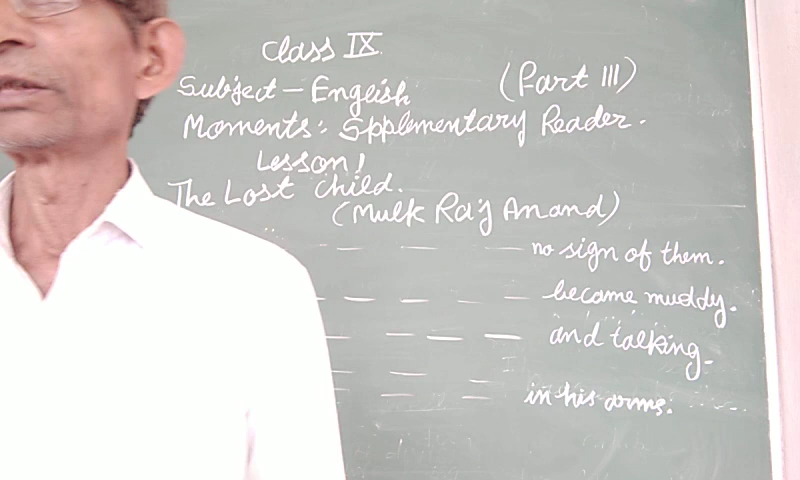 Class IX
Subject - English (Part III)
Moments: Spplementary Reader.
Lesson 1
The Lost Child.
(Mulk Raj Anand)
— — — — no sign of them.
— — — — — became muddy.
— — — — and talking.
— — —
— — — in his arms.